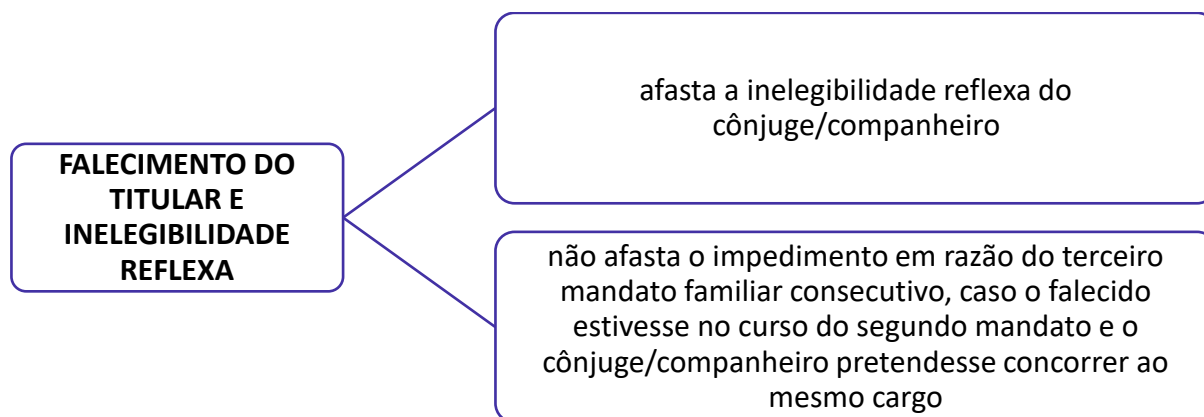 FALECIMENTO DO
TITULAR E
INELEGIBILIDADE
REFLEXA
afasta a inelegibilidade reflexa do
cônjuge/companheiro
não afasta o impedimento em razão do terceiro
mandato familiar consecutivo, caso o falecido
estivesse no curso do segundo mandato e o
cônjuge/companheiro pretendesse concorrer ao
mesmo cargo